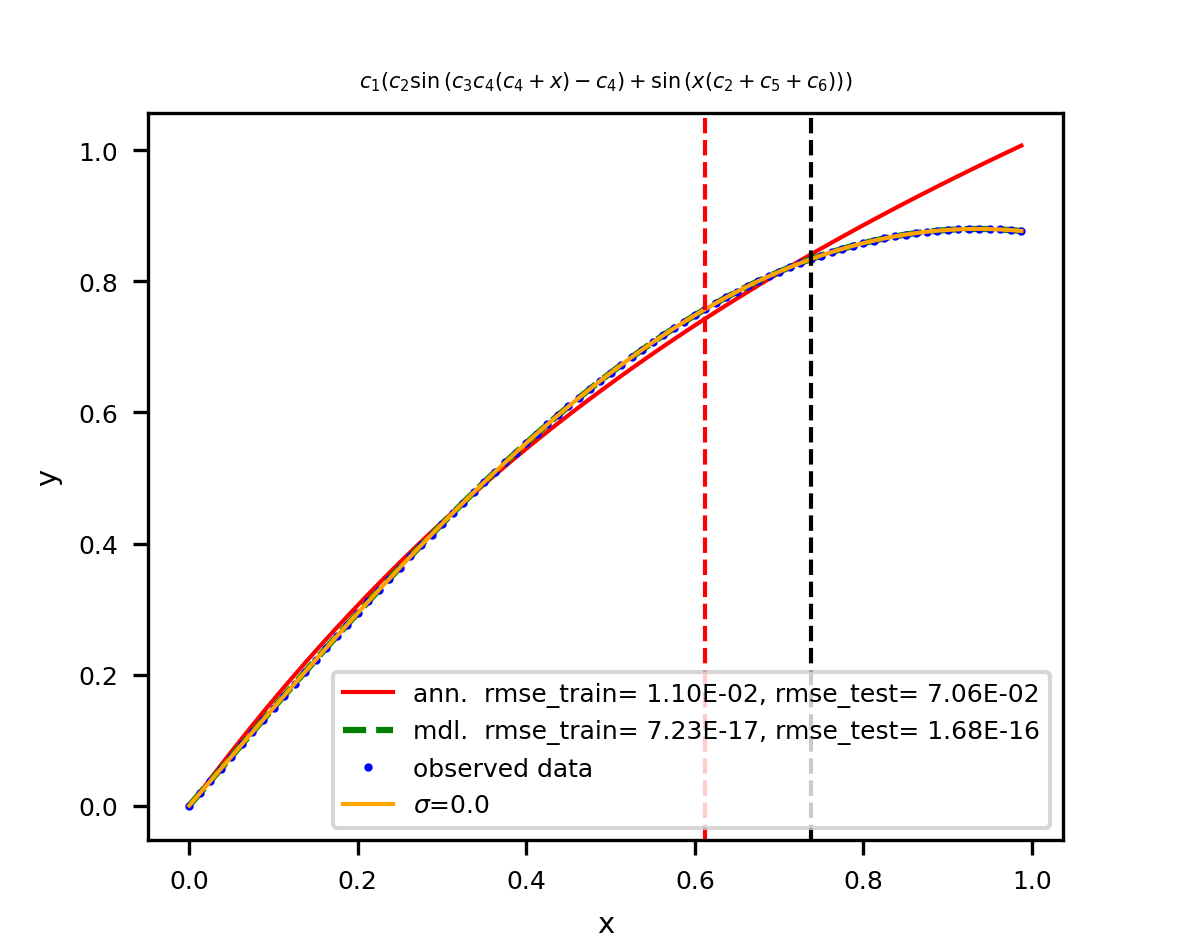 c₁(c₂sin (c₃c₄(c₄ + x) − c₄) + sin (x(c₂ + c₅ + c₆)))
1.0
0.8
0.6
0.4
0.2
0.0
y
ann.  rmse_train= 1.10E-02, rmse_test= 7.06E-02
mdl.  rmse_train= 7.23E-17, rmse_test= 1.68E-16
observed data
σ=0.0
0.0 0.2 0.4 0.6 0.8 1.0
x